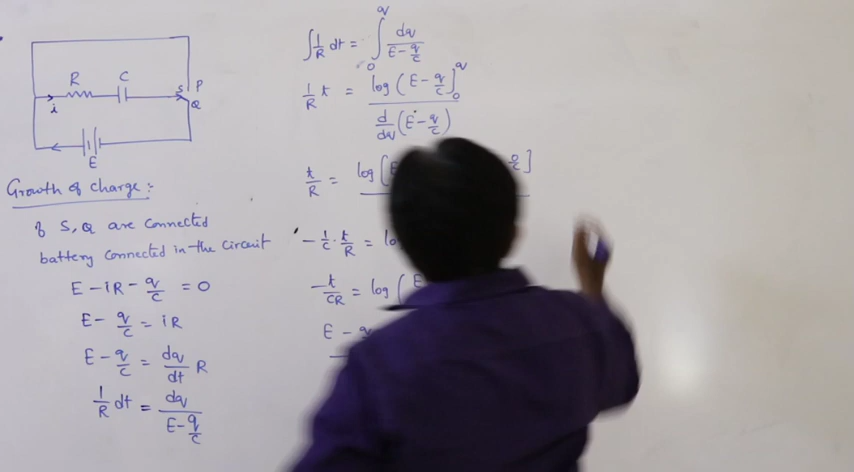 R
C
S
P
Q
i
E
Growth of charge :-
If S, Q are connected
battery connected in the circuit
E - iR - q/c = 0
E - q/c = iR
E - q/c = dq/dt R
1/R dt = dq/(E - q/c)
∫ 1/R dt = ∫₀^q dq/(E - q/c)
1/R t = log (E - q/c)]₀^q / d/dq (E - q/c)
t/R = log [
- 1/c · t/R =
- t/CR = log (
E -